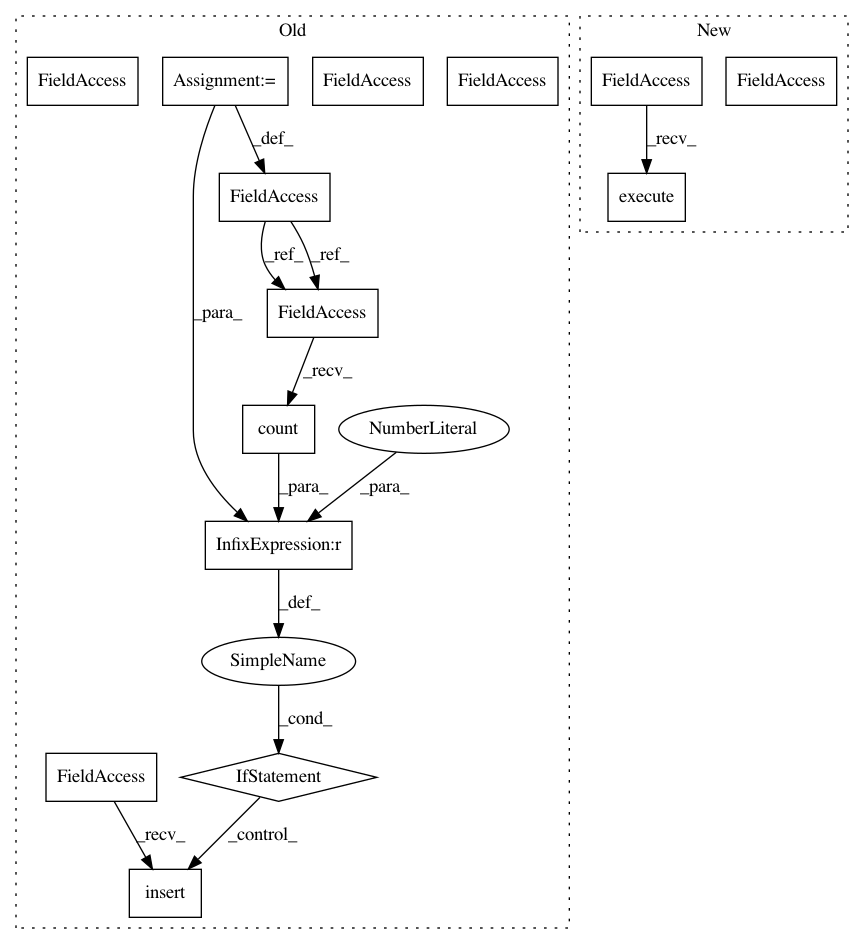 Old
New
FieldAccess
Assignment:=
FieldAccess
FieldAccess
FieldAccess
FieldAccess
_def_
_recv_
FieldAccess
execute
_ref_
_ref_
_para_
FieldAccess
_recv_
count
NumberLiteral
_para_
_para_
InfixExpression:r
_def_
SimpleName
_cond_
FieldAccess
IfStatement
_recv_
_control_
insert